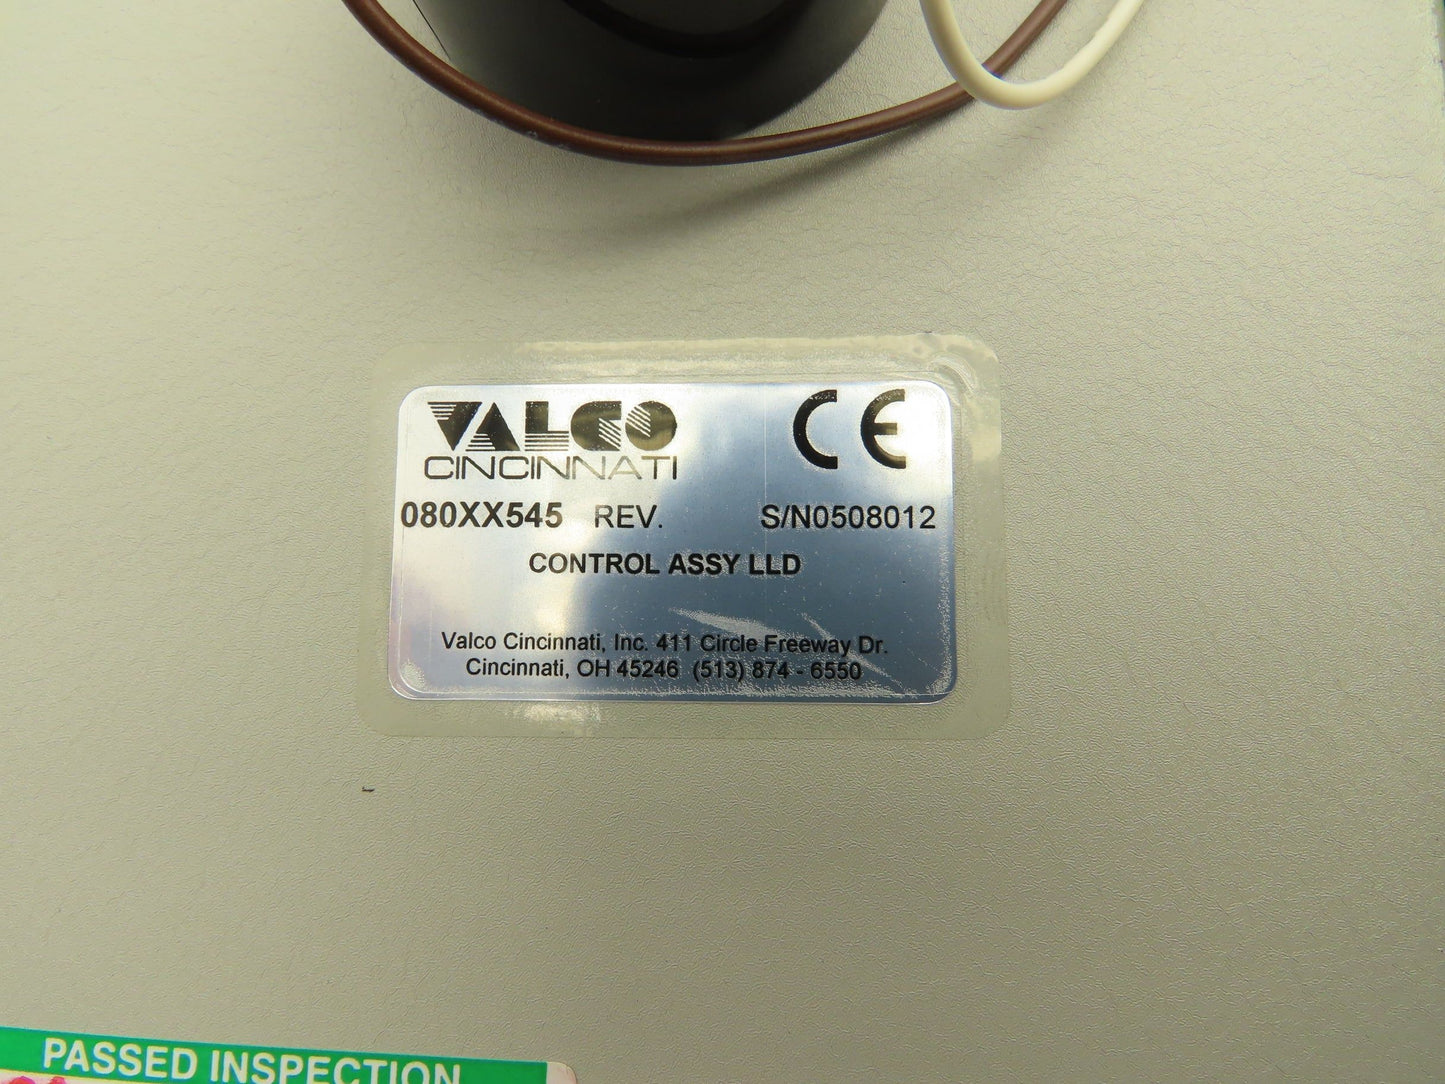 VALCO
CINCINNATI
CE
080XX545 REV. S/N0508012
CONTROL ASSY LLD
Valco Cincinnati, Inc. 411 Circle Freeway Dr.
Cincinnati, OH 45246 (513) 874 - 6550
PASSED INSPECTION